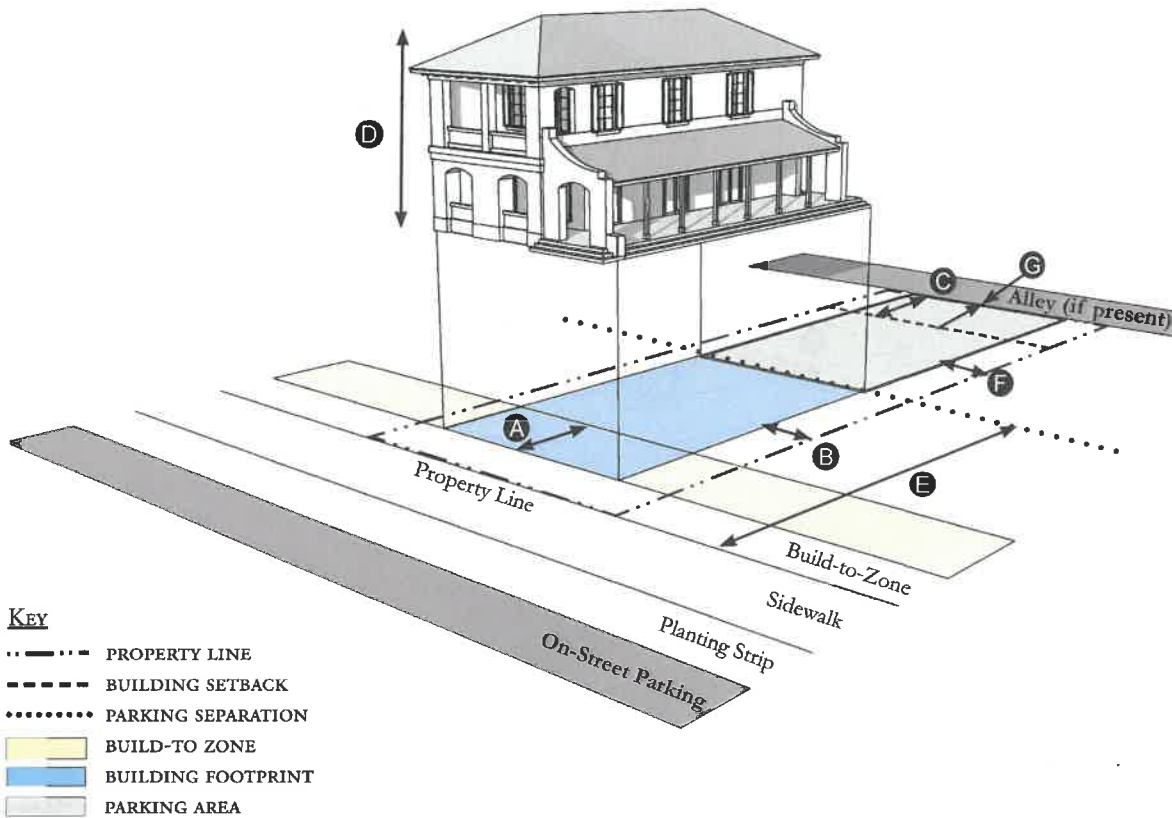 D
G
C
Alley (if present)
F
A
B
E
Property Line
Build-to-Zone
Sidewalk
Planting Strip
On-Street Parking
KEY
PROPERTY LINE
BUILDING SETBACK
PARKING SEPARATION
BUILD-TO ZONE
BUILDING FOOTPRINT
PARKING AREA